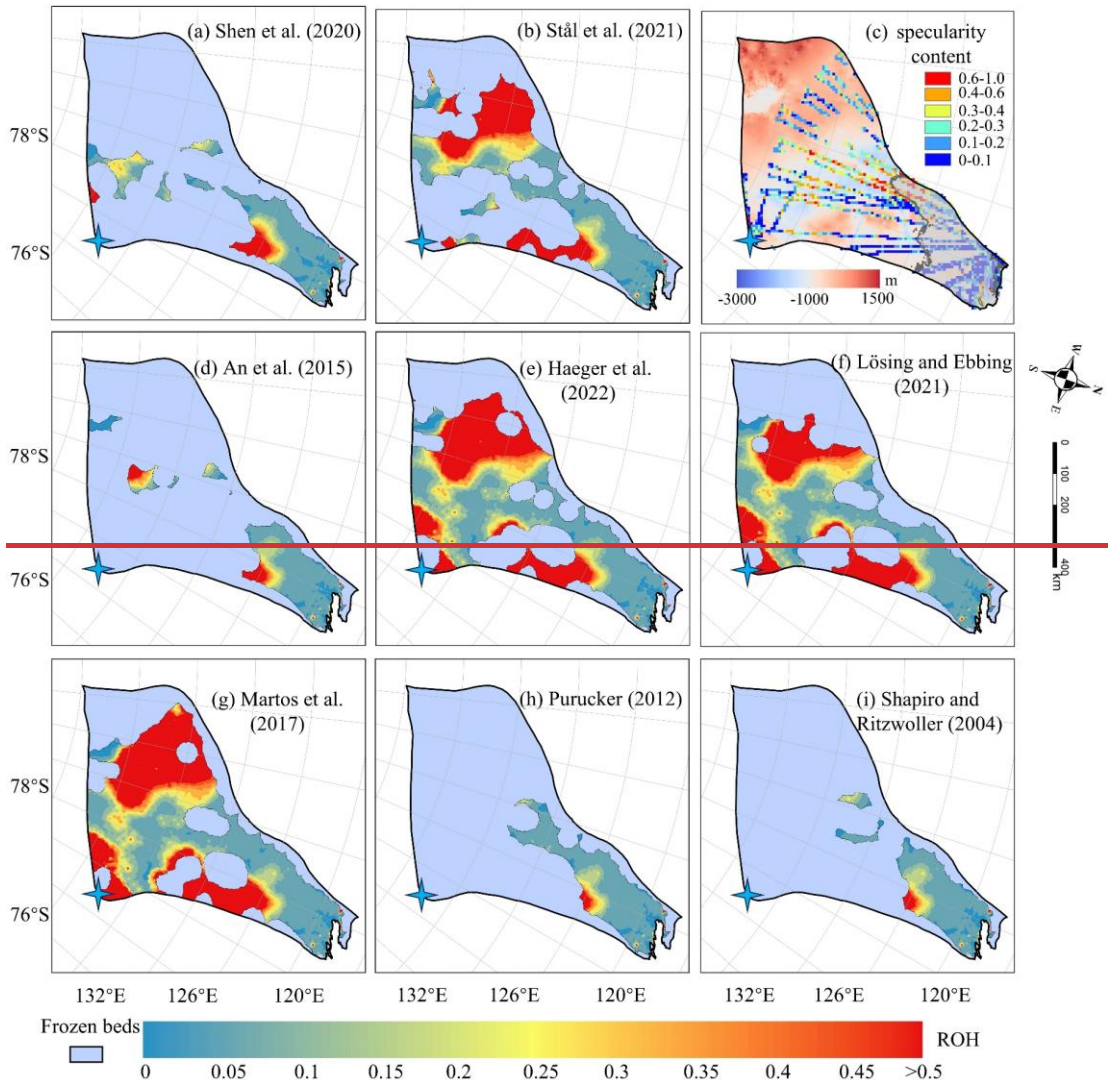 (a) Shen et al. (2020)
(b) Stål et al. (2021)
(c) specularity
content
0.6-1.0
0.4-0.6
0.3-0.4
0.2-0.3
0.1-0.2
0-0.1
78°S
76°S
-3000 -1000 1500 m
(d) An et al. (2015)
(e) Haeger et al.
(2022)
(f) Lösing and Ebbing
(2021)
W
S
N
E
78°S
76°S
0
100
200
400
km
(g) Martos et al.
(2017)
(h) Purucker (2012)
(i) Shapiro and
Ritzwoller (2004)
78°S
76°S
132°E 126°E 120°E 132°E 126°E 120°E 132°E 126°E 120°E
Frozen beds
ROH
0 0.05 0.1 0.15 0.2 0.25 0.3 0.35 0.4 0.45 >0.5